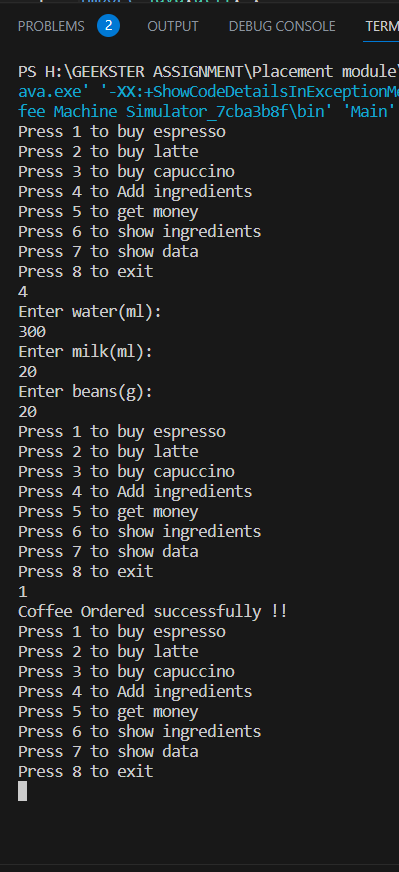 PROBLEMS 2 OUTPUT DEBUG CONSOLE TERM
PS H:\GEEKSTER ASSIGNMENT\Placement module\
ava.exe' '-XX:+ShowCodeDetailsInExceptionMe
fee Machine Simulator_7cba3b8f\bin' 'Main'
Press 1 to buy espresso
Press 2 to buy latte
Press 3 to buy capuccino
Press 4 to Add ingredients
Press 5 to get money
Press 6 to show ingredients
Press 7 to show data
Press 8 to exit
4
Enter water(ml):
300
Enter milk(ml):
20
Enter beans(g):
20
Press 1 to buy espresso
Press 2 to buy latte
Press 3 to buy capuccino
Press 4 to Add ingredients
Press 5 to get money
Press 6 to show ingredients
Press 7 to show data
Press 8 to exit
1
Coffee Ordered successfully !!
Press 1 to buy espresso
Press 2 to buy latte
Press 3 to buy capuccino
Press 4 to Add ingredients
Press 5 to get money
Press 6 to show ingredients
Press 7 to show data
Press 8 to exit